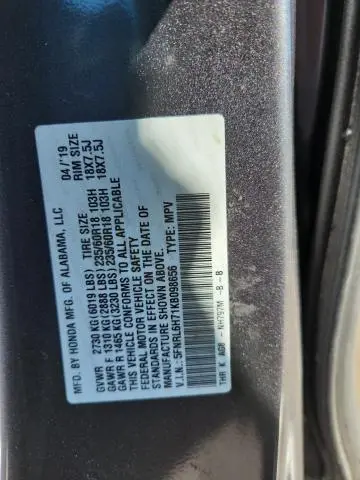 MFD. BY HONDA MFG. OF ALABAMA, LLC 04/'19
GVWR 2730 KG(6019 LBS) TIRE SIZE RIM SIZE
GAWR F 1310 KG(2888 LBS) 235/60R18 103H 18X7.5J
GAWR R 1465 KG(3230 LBS) 235/60R18 103H 18X7.5J
THIS VEHICLE CONFORMS TO ALL APPLICABLE
FEDERAL MOTOR VEHICLE SAFETY
STANDARDS IN EFFECT ON THE DATE OF
MANUFACTURE SHOWN ABOVE.
V.I.N.: 5FNRL6H71KB098656 TYPE: MPV
THR K AG8 - NH797M -B -B